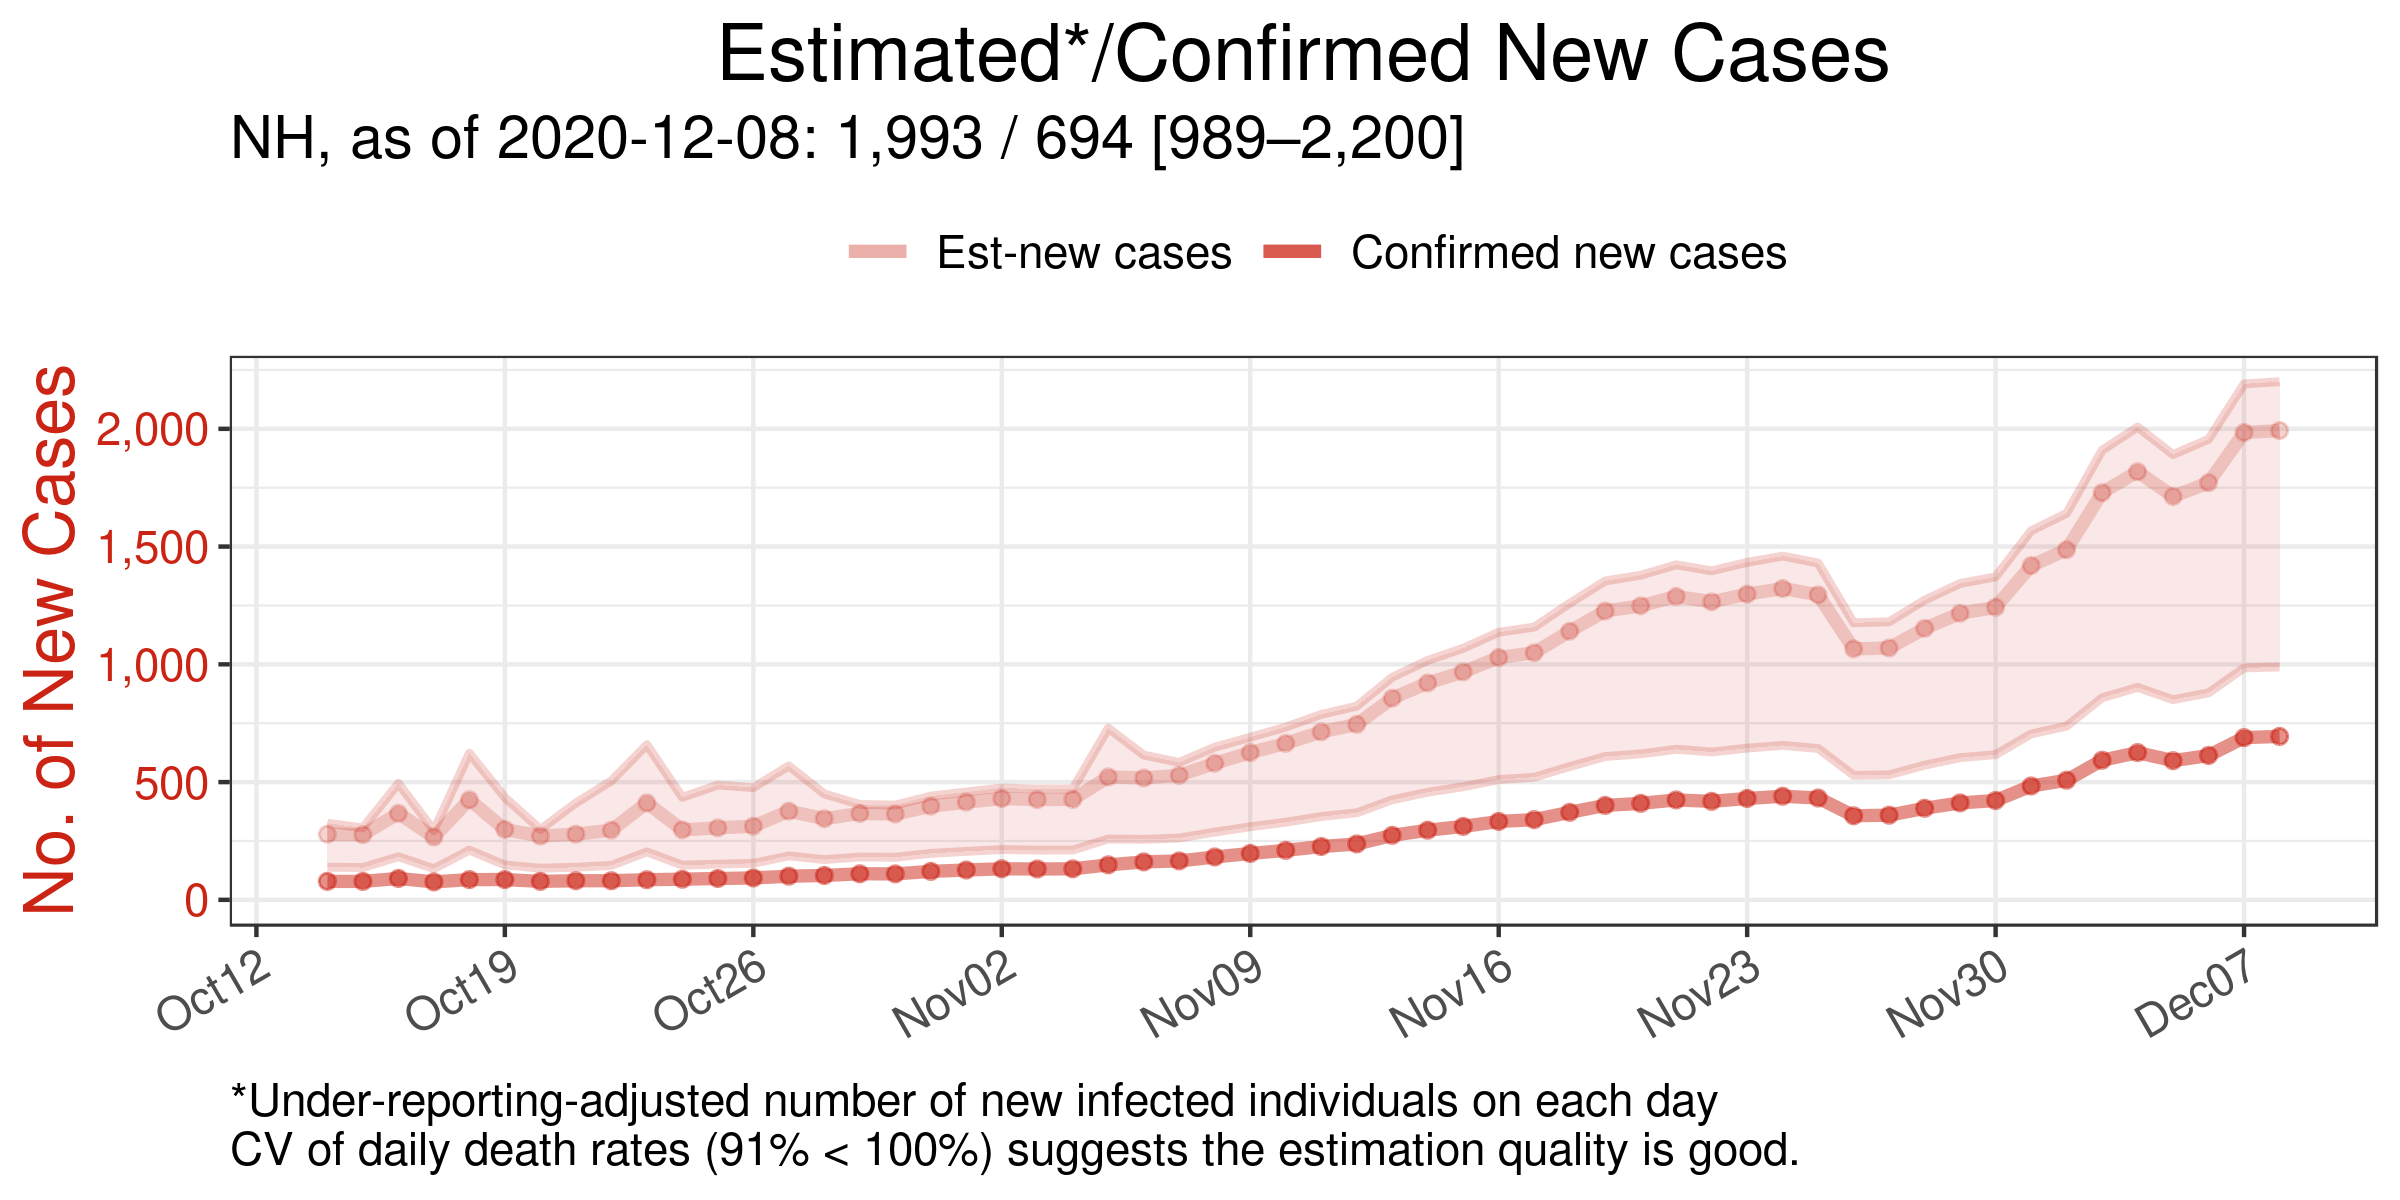 Estimated*/Confirmed New Cases
NH, as of 2020-12-08: 1,993 / 694 [989–2,200]
Est-new cases
Confirmed new cases
No. of New Cases
2,000
1,500
1,000
500
0
Oct12
Oct19
Oct26
Nov02
Nov09
Nov16
Nov23
Nov30
Dec07
*Under-reporting-adjusted number of new infected individuals on each day
CV of daily death rates (91% < 100%) suggests the estimation quality is good.